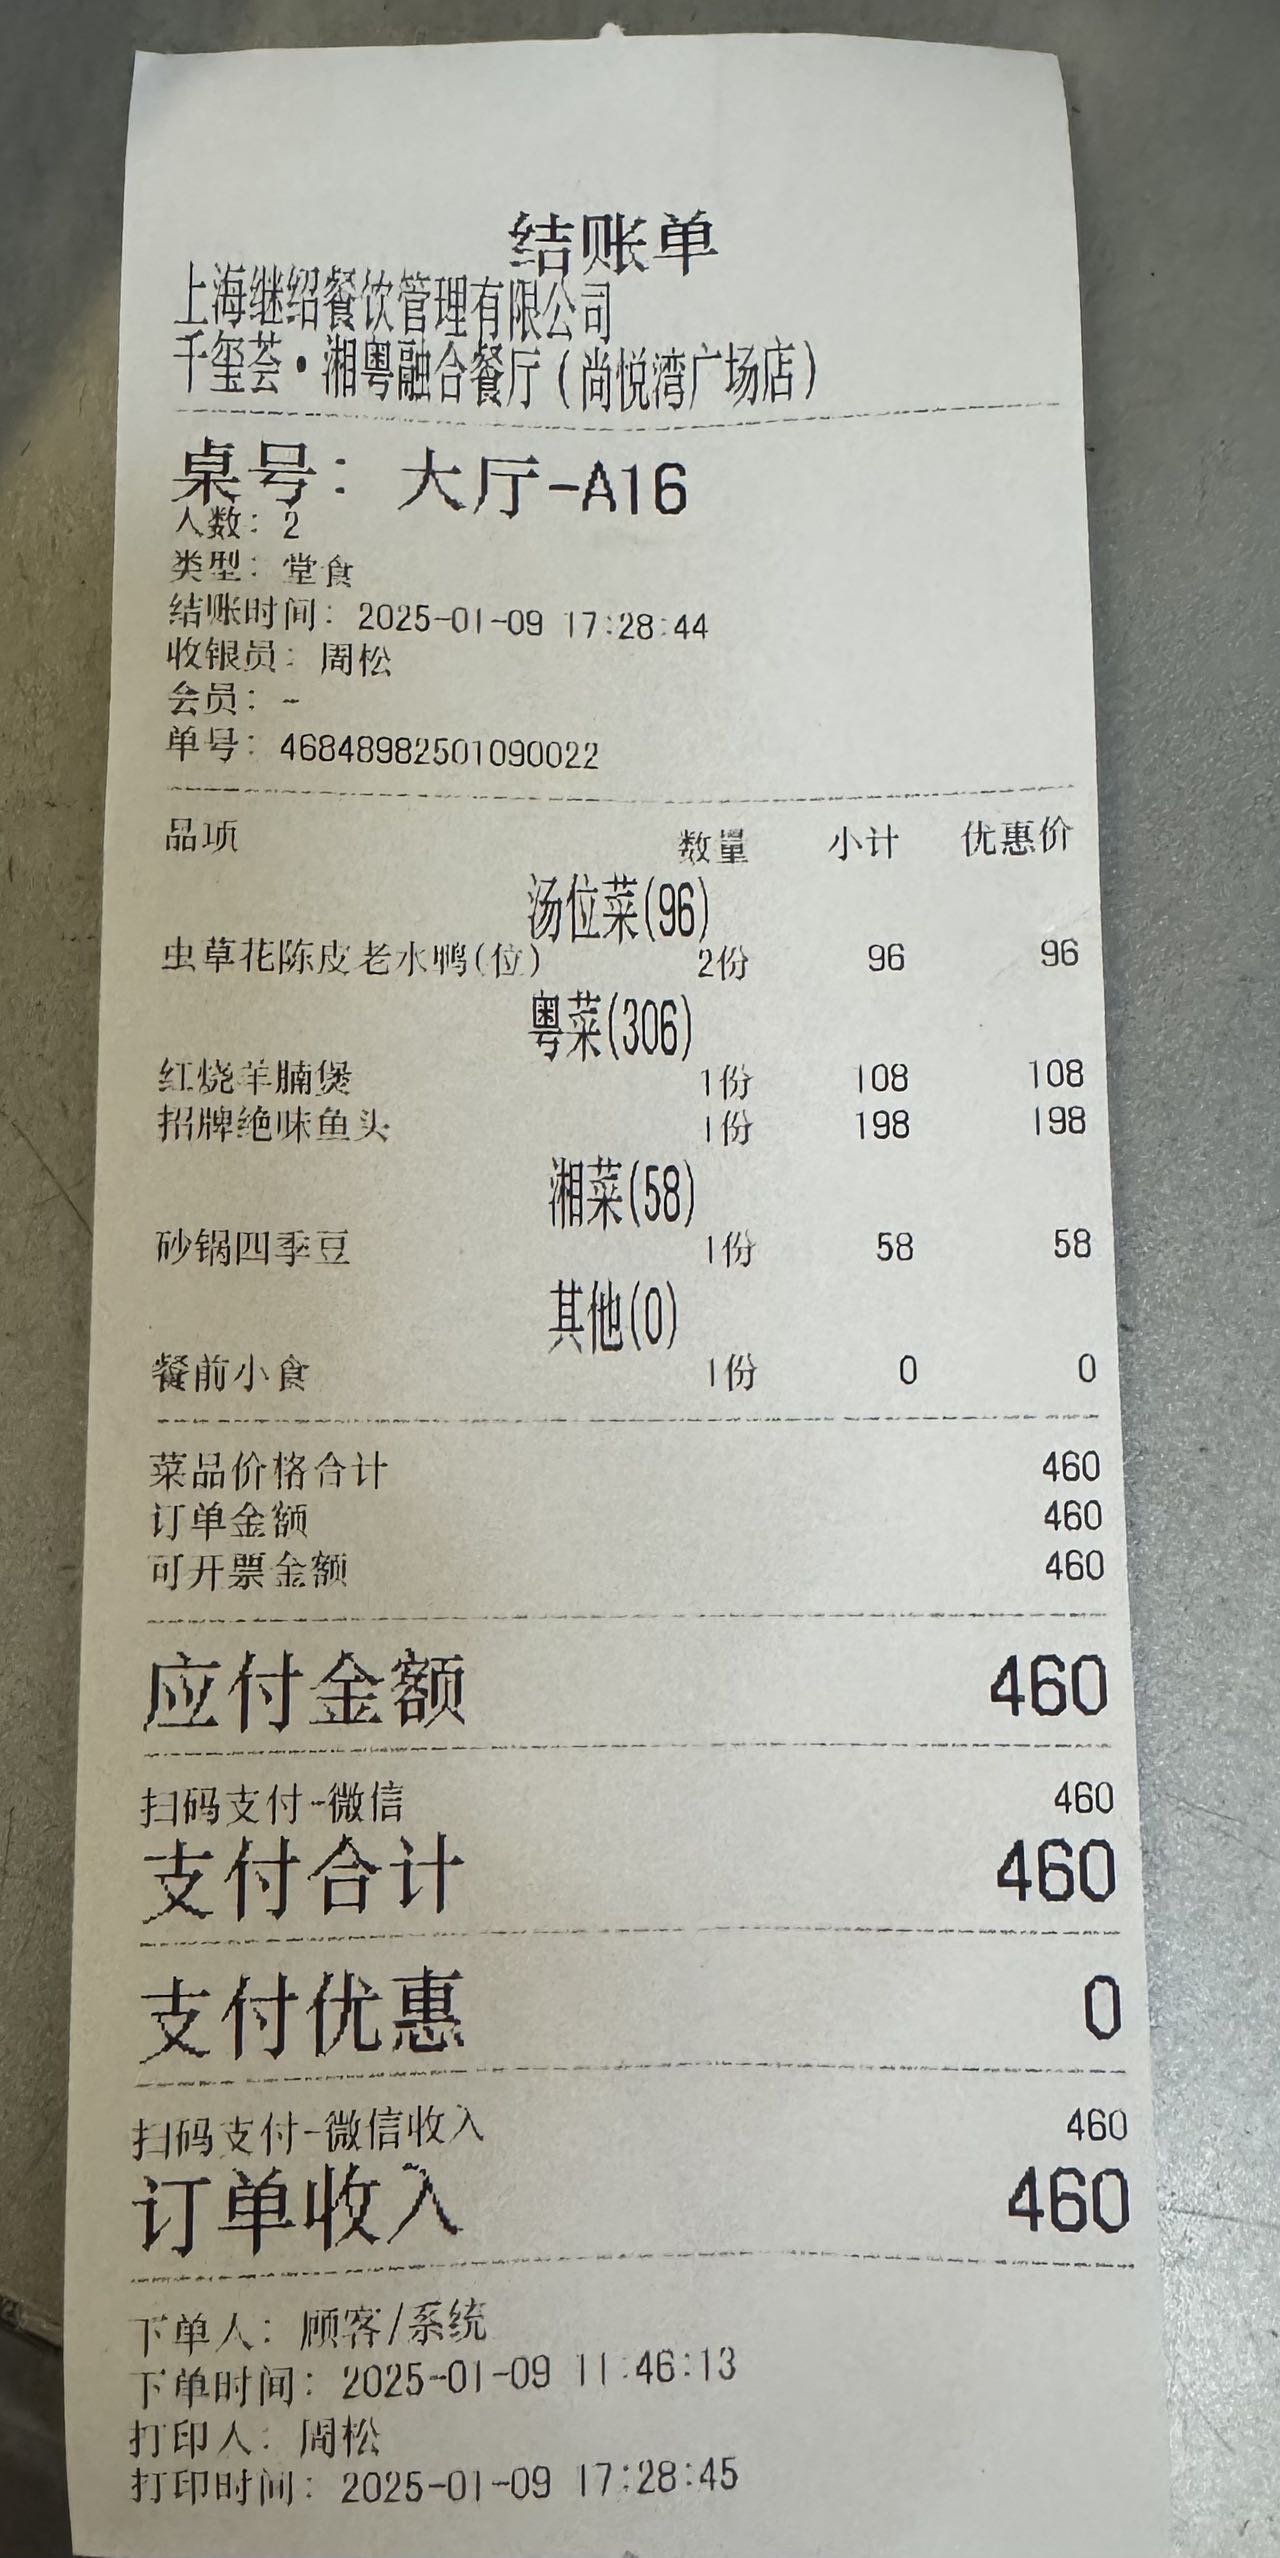 结账单
上海继绍餐饮管理有限公司
千玺荟·湘粤融合餐厅(尚悦湾广场店)
桌号: 大厅-A16
人数: 2
类型: 堂食
结账时间: 2025-01-09 17:28:44
收银员: 周松
会员: -
单号: 46848982501090022
品项 数量 小计 优惠价
汤位菜(96)
虫草花陈皮老水鸭(位) 2份 96 96
粤菜(306)
红烧羊腩煲 1份 108 108
招牌绝味鱼头 1份 198 198
湘菜(58)
砂锅四季豆 1份 58 58
其他(0)
餐前小食 1份 0 0
菜品价格合计 460
订单金额 460
可开票金额 460
应付金额 460
扫码支付-微信 460
支付合计 460
支付优惠 0
扫码支付-微信收入 460
订单收入 460
下单人: 顾客/系统
下单时间: 2025-01-09 11:46:13
打印人: 周松
打印时间: 2025-01-09 17:28:45